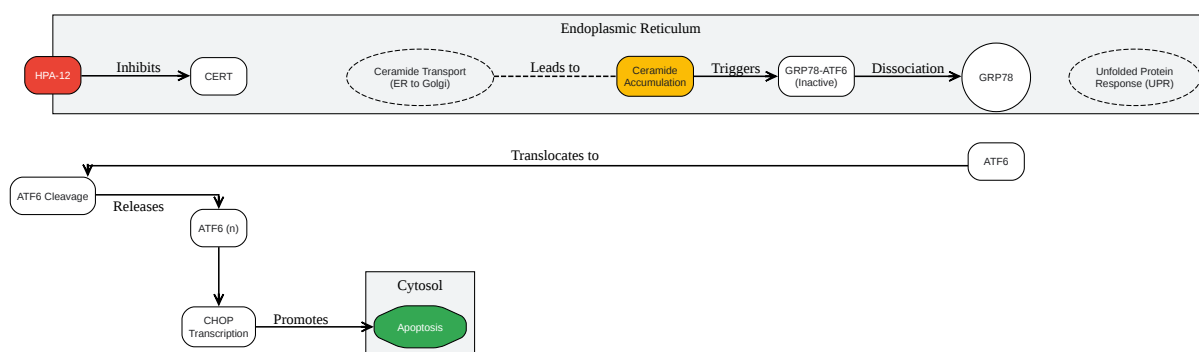 Endoplasmic Reticulum
HPA-12
Inhibits
CERT
Ceramide Transport
(ER to Golgi)
Leads to
Ceramide
Accumulation
Triggers
GRP78-ATF6
(Inactive)
Dissociation
GRP78
Unfolded Protein
Response (UPR)
Translocates to
ATF6
ATF6 Cleavage
Releases
ATF6 (n)
Cytosol
CHOP
Transcription
Promotes
Apoptosis